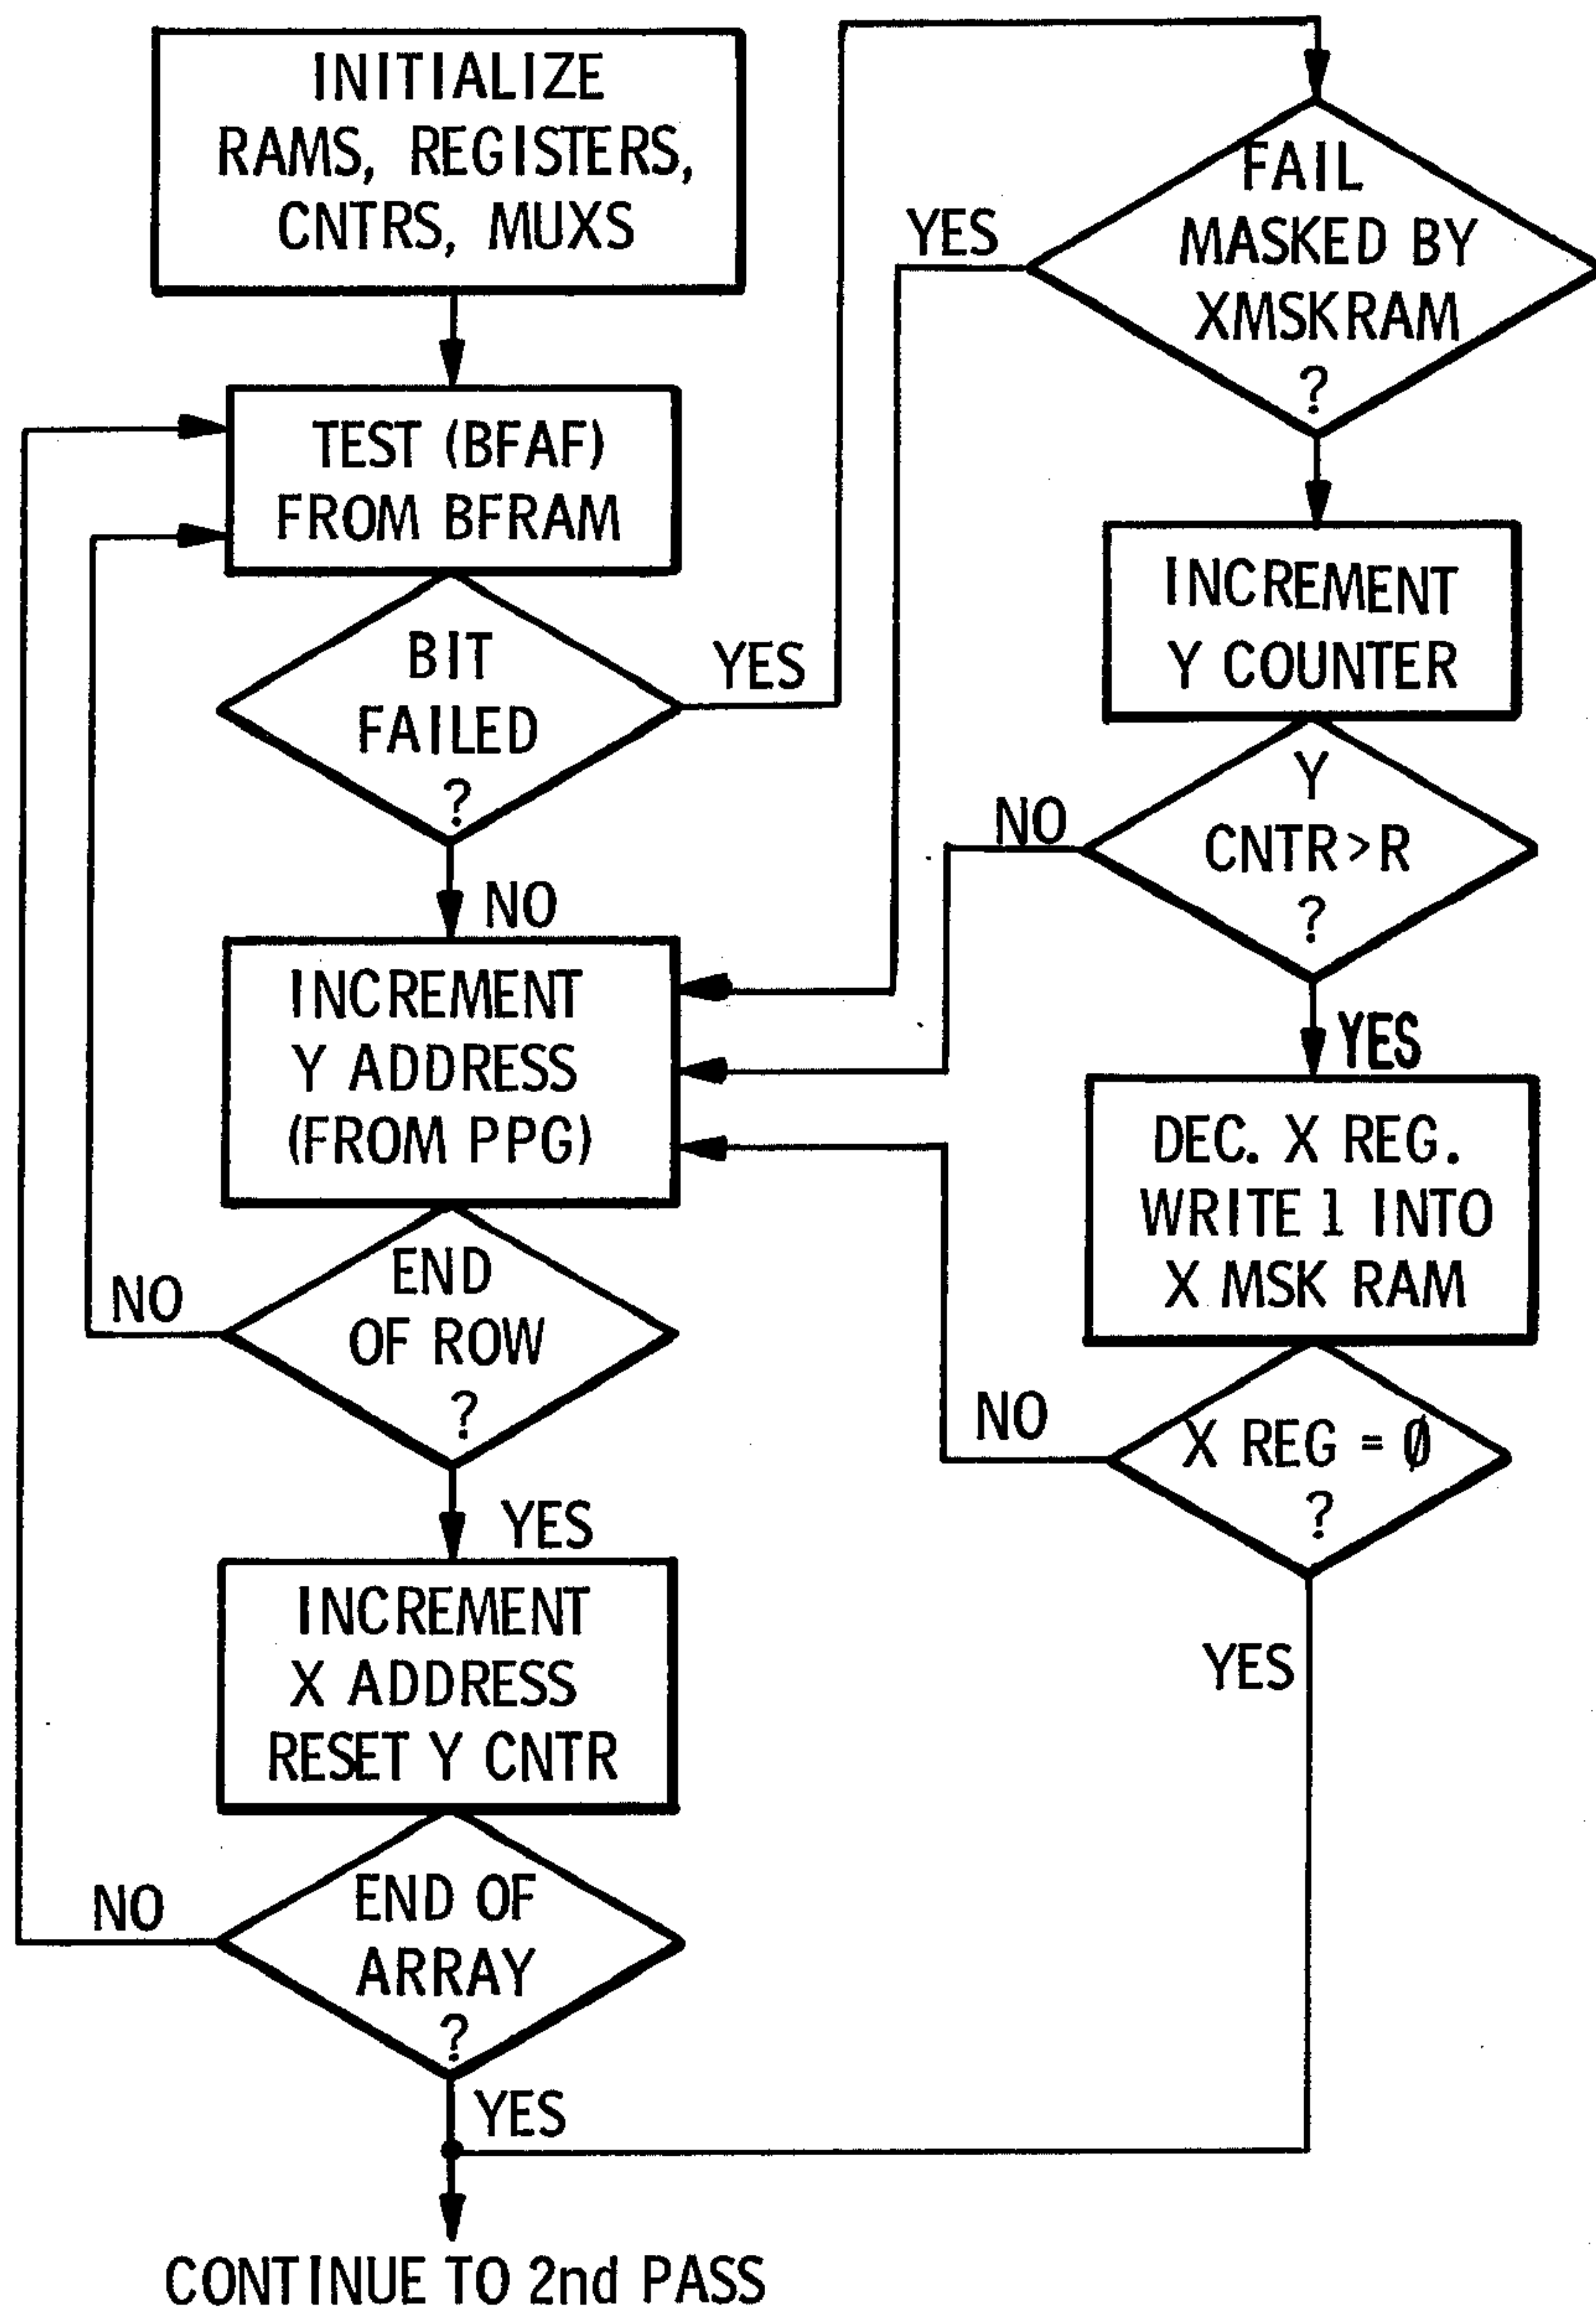 INITIALIZE
RAMS, REGISTERS,
CNTRS, MUXS
TEST (BFAF)
FROM BFRAM
BIT
FAILED
?
YES
NO
INCREMENT
Y ADDRESS
(FROM PPG)
END
OF ROW
?
NO
YES
INCREMENT
X ADDRESS
RESET Y CNTR
END OF
ARRAY
?
NO
YES
CONTINUE TO 2nd PASS
FAIL
MASKED BY
XMSKRAM
?
YES
INCREMENT
Y COUNTER
Y
CNTR>R
?
NO
YES
DEC. X REG.
WRITE 1 INTO
X MSK RAM
X REG = Ø
?
NO
YES